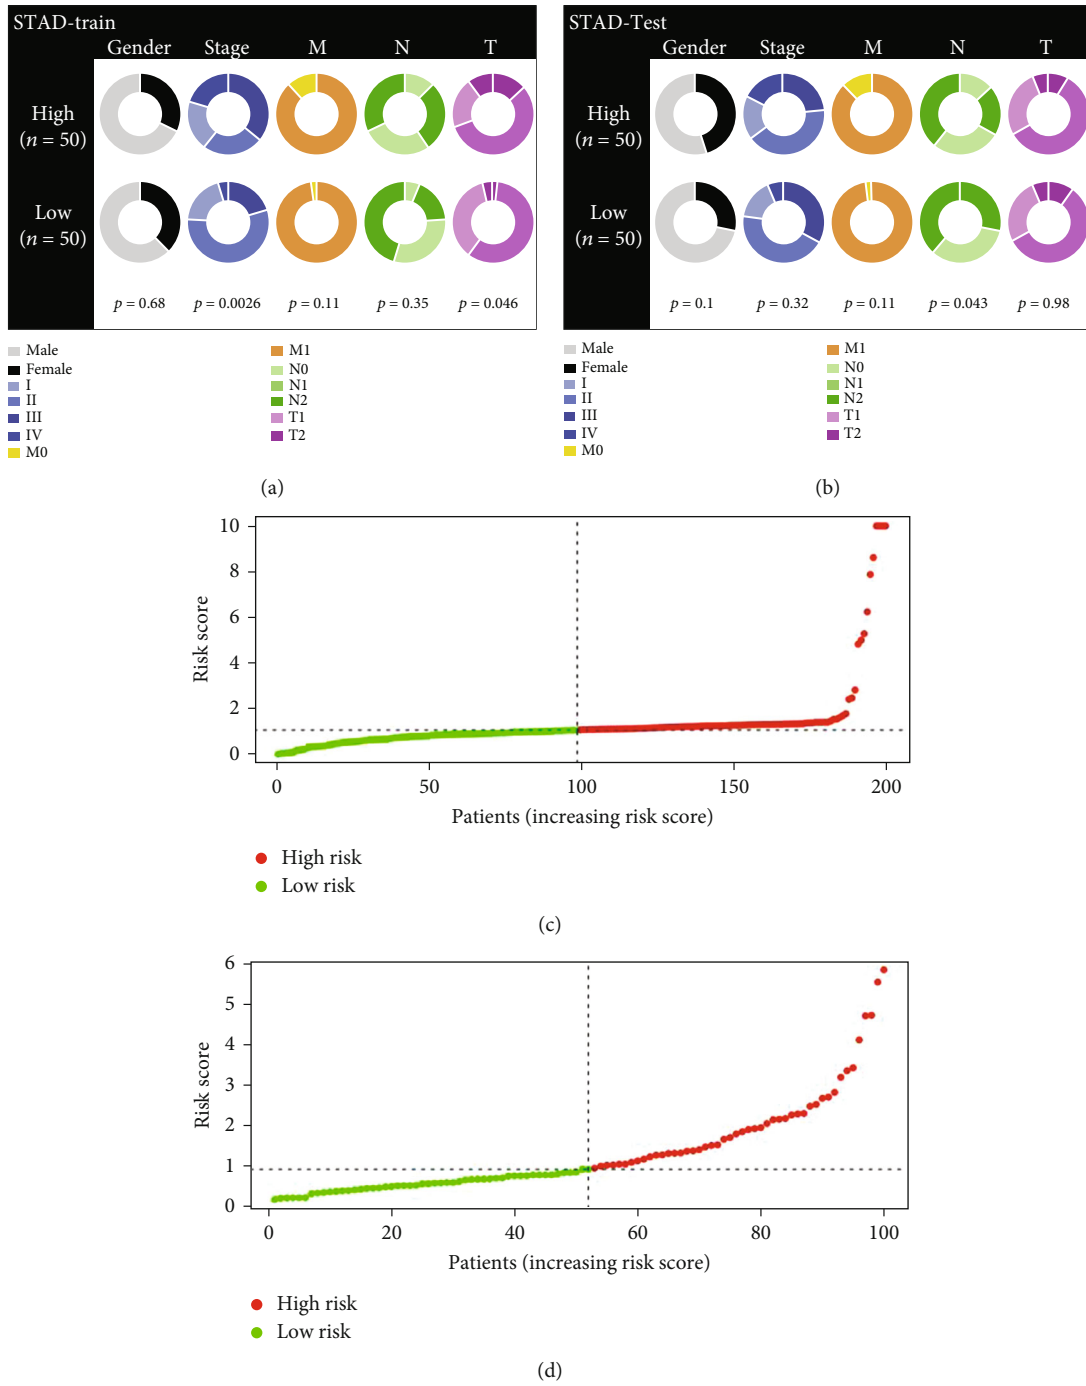 STAD-train
Gender Stage M N T
High
(n = 50)
Low
(n = 50)
p = 0.68 p = 0.0026 p = 0.11 p = 0.35 p = 0.046
Male
Female
I
II
III
IV
M0
M1
N0
N1
N2
T1
T2
(a)
STAD-Test
Gender Stage M N T
High
(n = 50)
Low
(n = 50)
p = 0.1 p = 0.32 p = 0.11 p = 0.043 p = 0.98
Male
Female
I
II
III
IV
M0
M1
N0
N1
N2
T1
T2
(b)
10
8
6
4
2
0
Risk score
0 50 100 150 200
Patients (increasing risk score)
High risk
Low risk
(c)
6
5
4
3
2
1
0
Risk score
0 20 40 60 80 100
Patients (increasing risk score)
High risk
Low risk
(d)